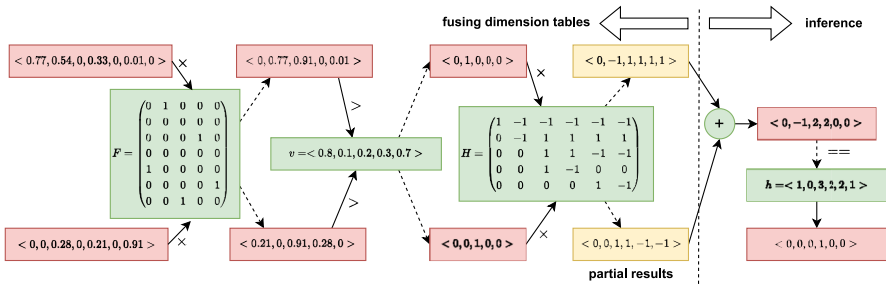 fusing dimension tables
inference
< 0.77, 0.54, 0, 0.33, 0, 0.01, 0 >
×
< 0, 0.77, 0.91, 0, 0.01 >
>
< 0, 1, 0, 0, 0 >
×
< 0, −1, 1, 1, 1, 1 >
F =
0 1 0 0 0
0 0 0 0 0
0 0 0 1 0
0 0 0 0 0
1 0 0 0 0
0 0 0 0 1
0 0 1 0 0
v =< 0.8, 0.1, 0.2, 0.3, 0.7 >
H =
1 −1 −1 −1 −1 −1
0 −1 1 1 1 1
0 0 1 1 −1 −1
0 0 1 −1 0 0
0 0 0 0 1 −1
+
< 0, −1, 2, 2, 0, 0 >
==
h =< 1, 0, 3, 2, 2, 1 >
< 0, 0, 0, 1, 0, 0 >
< 0, 0, 0.28, 0, 0.21, 0, 0.91 >
×
< 0.21, 0, 0.91, 0.28, 0 >
>
< 0, 0, 1, 0, 0 >
×
< 0, 0, 1, 1, −1, −1 >
partial results